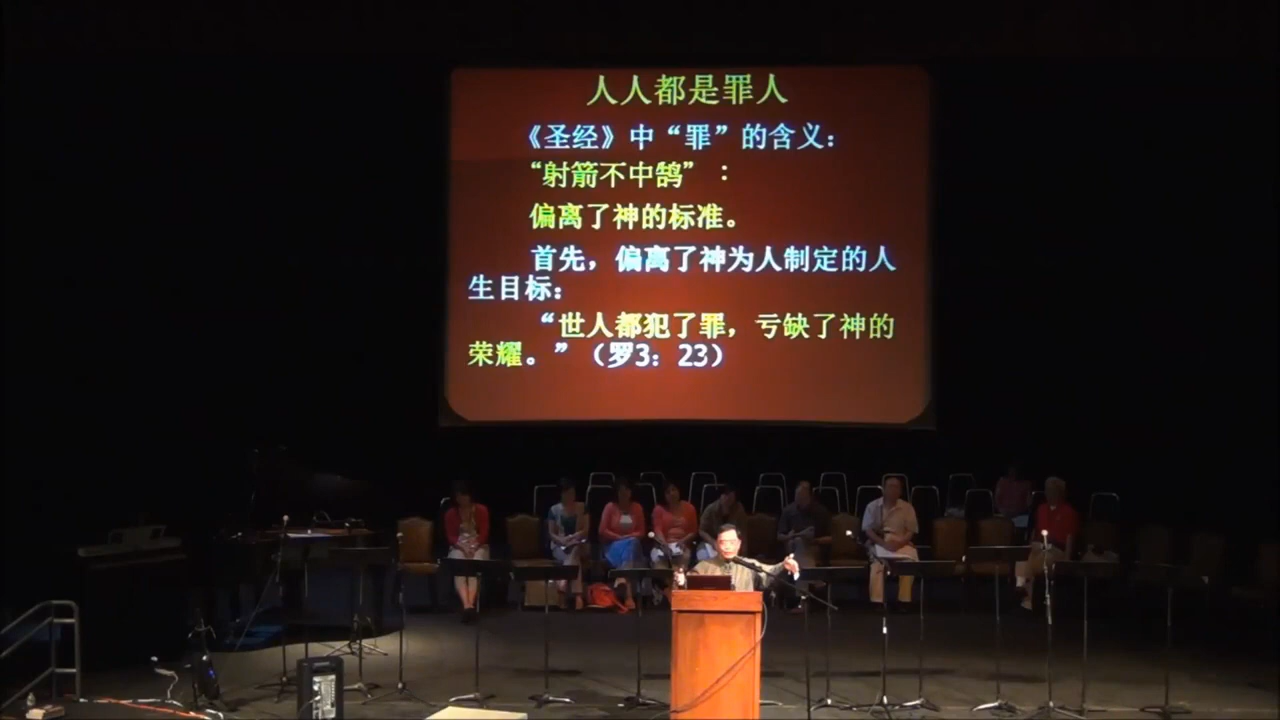 人人都是罪人
《圣经》中“罪”的含义：
“射箭不中鹄”：
偏离了神的标准。
首先，偏离了神为人制定的人
生目标：
“世人都犯了罪，亏缺了神的
荣耀。”（罗3：23）